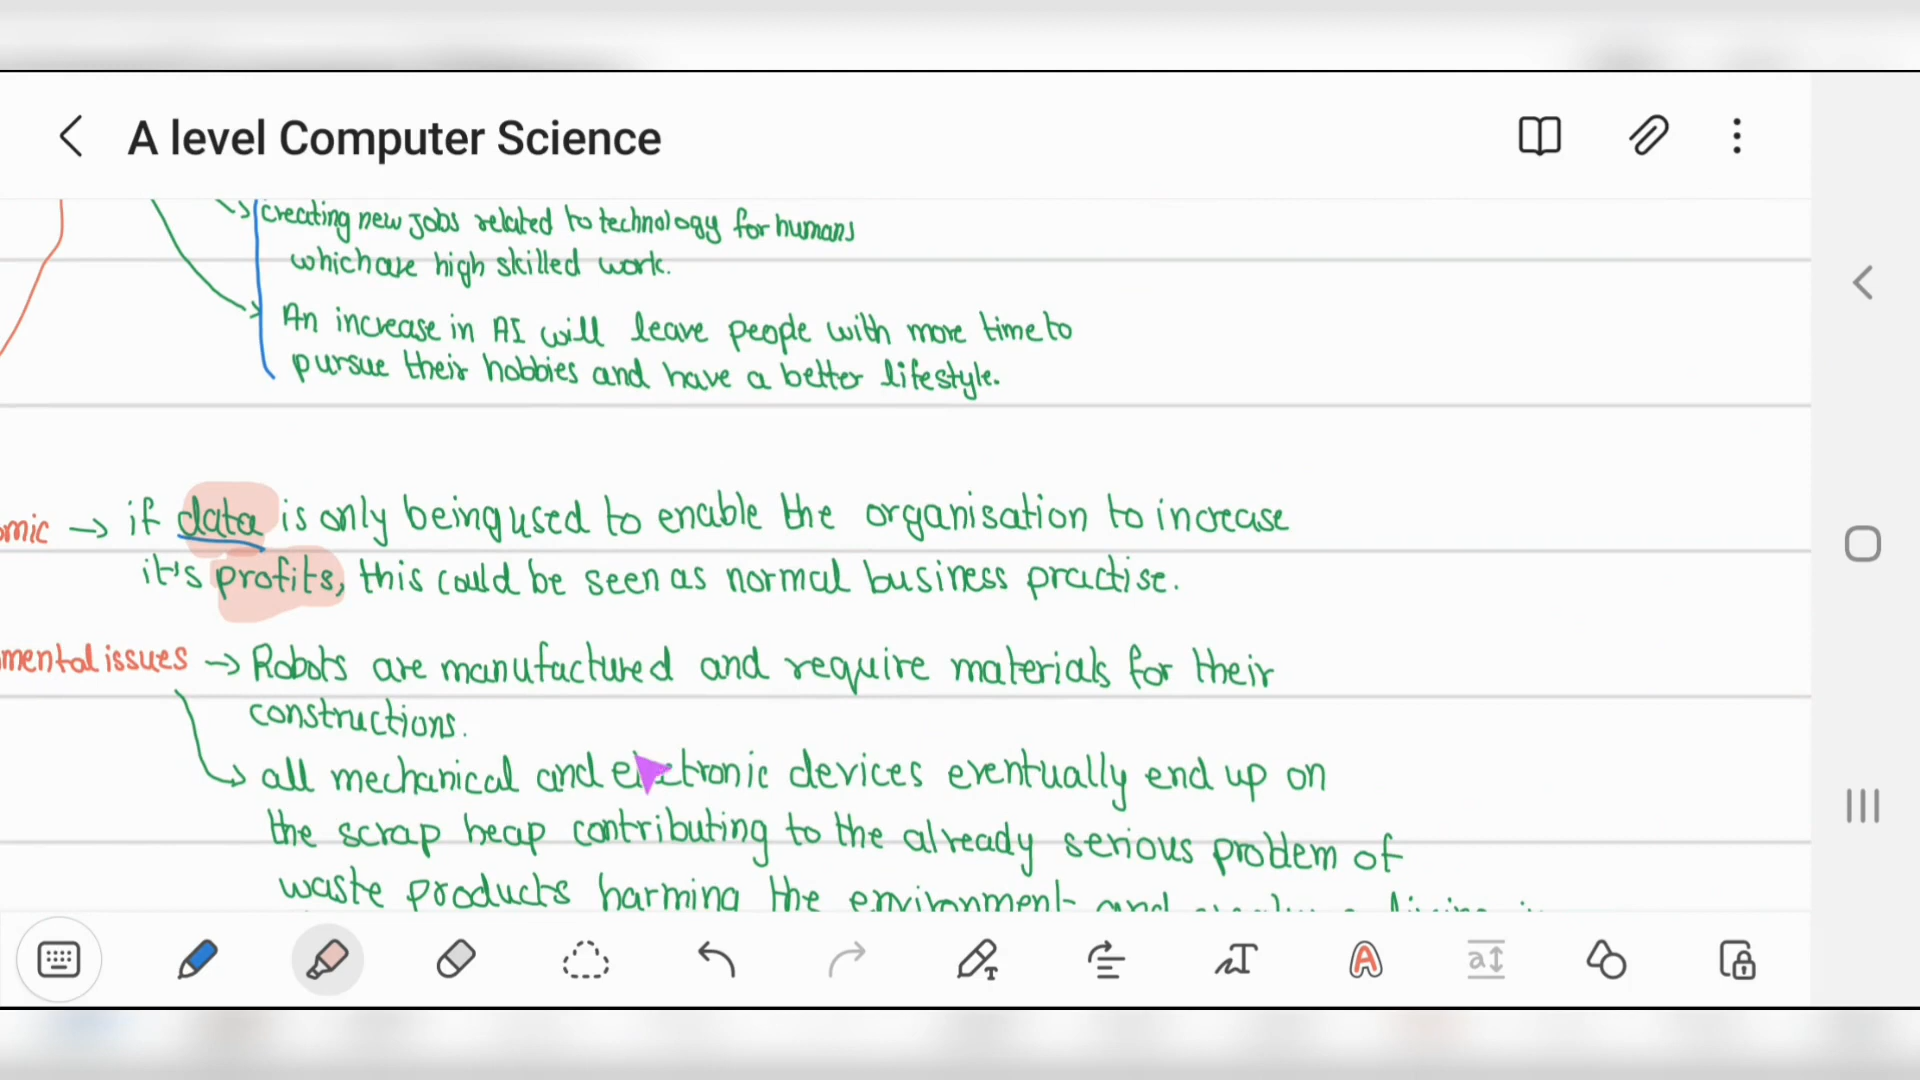 A level Computer Science
creating new jobs related to technology for humans
which are high skilled work.
An increase in AI will leave people with more time to
pursue their hobbies and have a better lifestyle.
omic → if data is only being used to enable the organisation to increase
it's profits, this could be seen as normal business practise.
mental issues → Robots are manufactured and require materials for their
constructions.
all mechanical and electronic devices eventually end up on
the scrap heap contributing to the already serious problem of
waste products harming the environment and